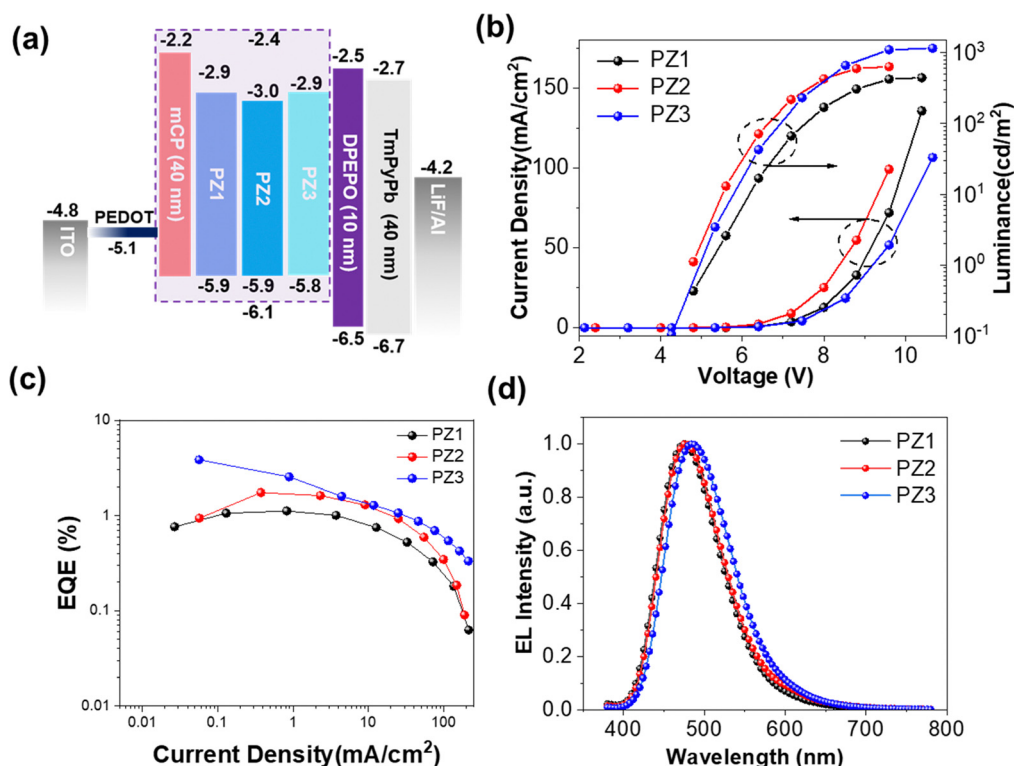 (a)
-2.2
-2.4
-2.9
-3.0
-2.9
-2.5
-2.7
-4.2
-4.8
ITO
PEDOT
-5.1
mCP (40 nm)
PZ1
PZ2
PZ3
DPEPO (10 nm)
TmPyPb (40 nm)
LiF/Al
-5.9
-5.9
-5.8
-6.1
-6.5
-6.7
(b)
PZ1
PZ2
PZ3
Current Density(mA/cm²)
150
100
50
0
Luminance(cd/m²)
10³
10²
10¹
10⁰
10⁻¹
2
4
6
8
10
Voltage (V)
(c)
PZ1
PZ2
PZ3
EQE (%)
10
1
0.1
0.01
0.01
0.1
1
10
100
Current Density(mA/cm²)
(d)
PZ1
PZ2
PZ3
EL Intensity (a.u.)
1.0
0.8
0.6
0.4
0.2
0.0
400
500
600
700
800
Wavelength (nm)